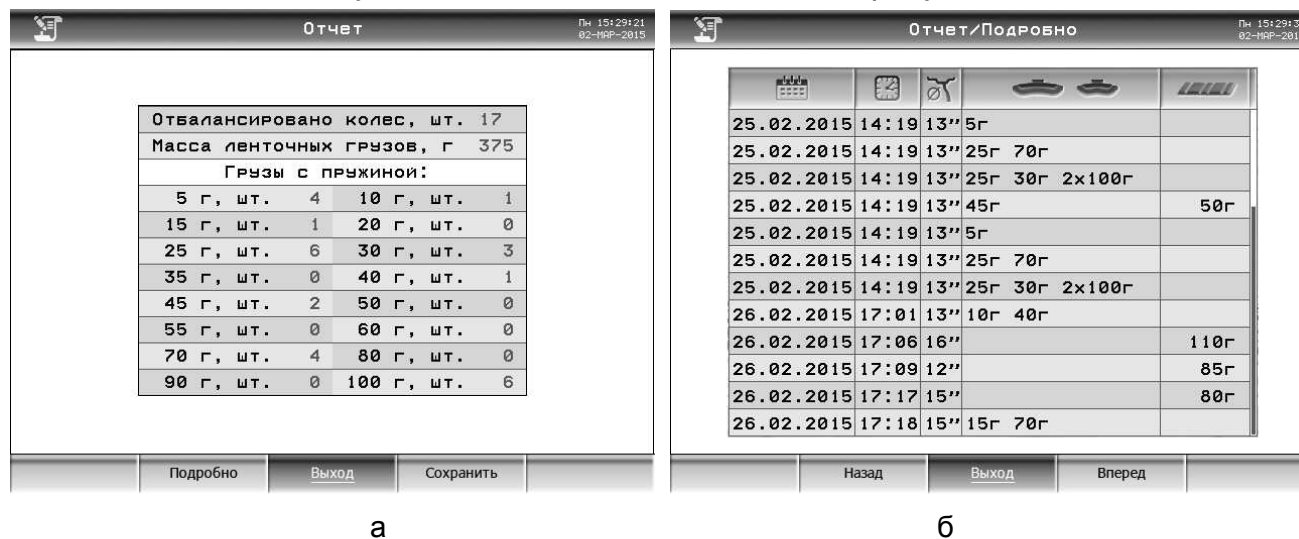 Отчет
Пн 15:29:21
02-МАР-2015
Отбалансировано колес, шт. 17
Масса ленточных грузов, г 375
Грузы с пружиной:
5 г, шт. 4 10 г, шт. 1
15 г, шт. 1 20 г, шт. 0
25 г, шт. 6 30 г, шт. 3
35 г, шт. 0 40 г, шт. 1
45 г, шт. 2 50 г, шт. 0
55 г, шт. 0 60 г, шт. 0
70 г, шт. 4 80 г, шт. 0
90 г, шт. 0 100 г, шт. 6
Подробно Выход Сохранить
а
Отчет/Подробно
Пн 15:29:3
02-МАР-201
25.02.2015 14:19 13" 5г
25.02.2015 14:19 13" 25г 70г
25.02.2015 14:19 13" 25г 30г 2x100г
25.02.2015 14:19 13" 45г 50г
25.02.2015 14:19 13" 5г
25.02.2015 14:19 13" 25г 70г
25.02.2015 14:19 13" 25г 30г 2x100г
26.02.2015 17:01 13" 10г 40г
26.02.2015 17:06 16" 110г
26.02.2015 17:09 12" 85г
26.02.2015 17:17 15" 80г
26.02.2015 17:18 15" 15г 70г
Назад Выход Вперед
б